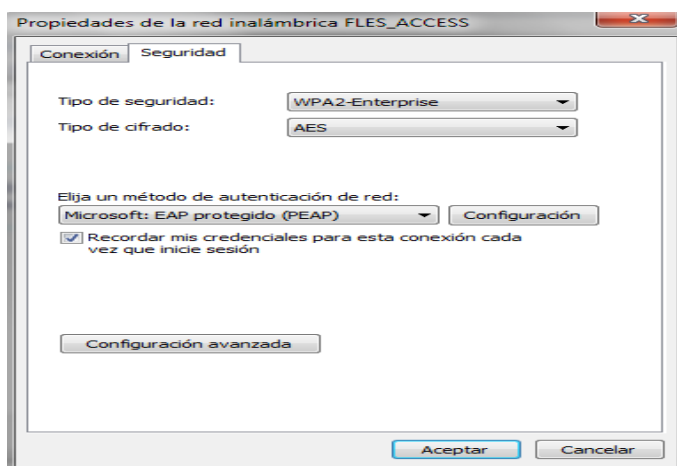 Propiedades de la red inalámbrica FLES_ACCESS
Conexión Seguridad
Tipo de seguridad: WPA2-Enterprise
Tipo de cifrado: AES
Elija un método de autenticación de red:
Microsoft: EAP protegido (PEAP) Configuración
Recordar mis credenciales para esta conexión cada
vez que inicie sesión
Configuración avanzada
Aceptar Cancelar